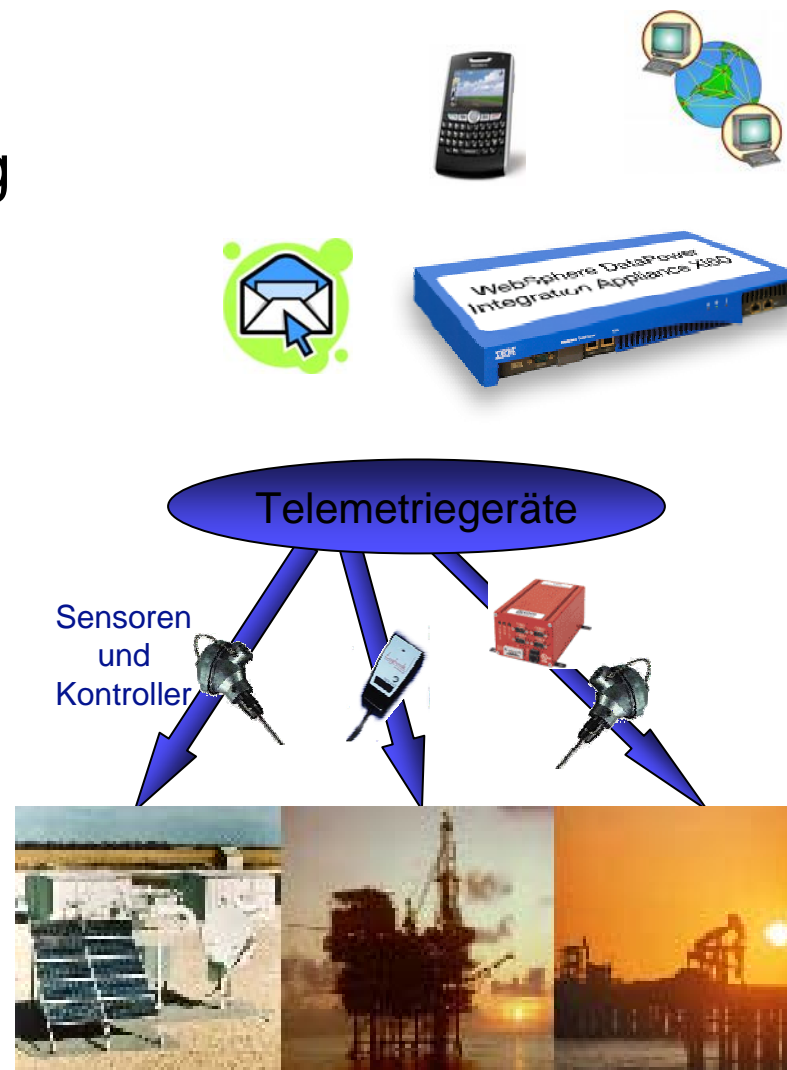 g
WebSphere DataPower
Integration Appliance XI50
IBM
Telemetriegeräte
Sensoren
und
Kontroller